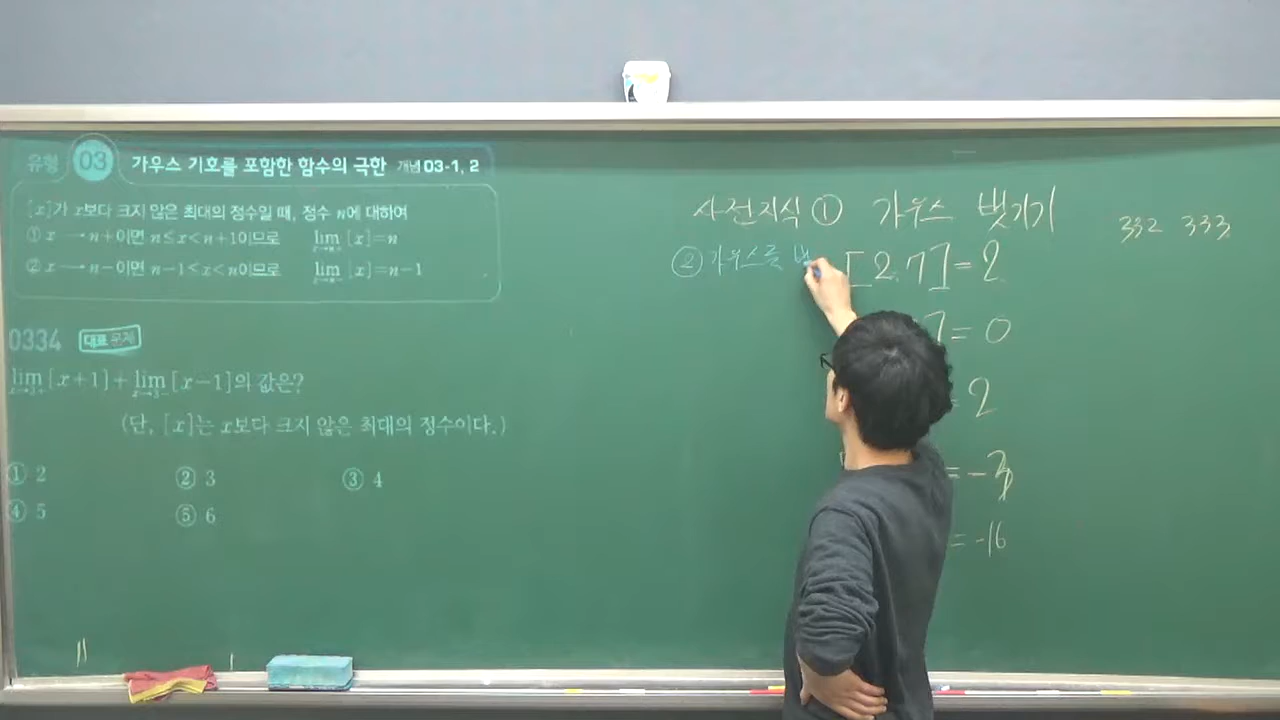 유형 03 가우스 기호를 포함한 함수의 극한 개념 03-1, 2
[x]가 x보다 크지 않은 최대의 정수일 때, 정수 n에 대하여
① x → n+이면 n≤x<n+1이므로 lim [x]=n
② x → n-이면 n-1≤x<n이므로 lim [x]=n-1
0334 대표 문제
lim [x+1]+lim [x-1]의 값은?
(단, [x]는 x보다 크지 않은 최대의 정수이다.)
① 2 ② 3 ③ 4
④ 5 ⑤ 6
사전지식 ① 가우스 벗기기
332 333
② 가우스를
[2.7]=2
]=0
=2
=-3
=-16